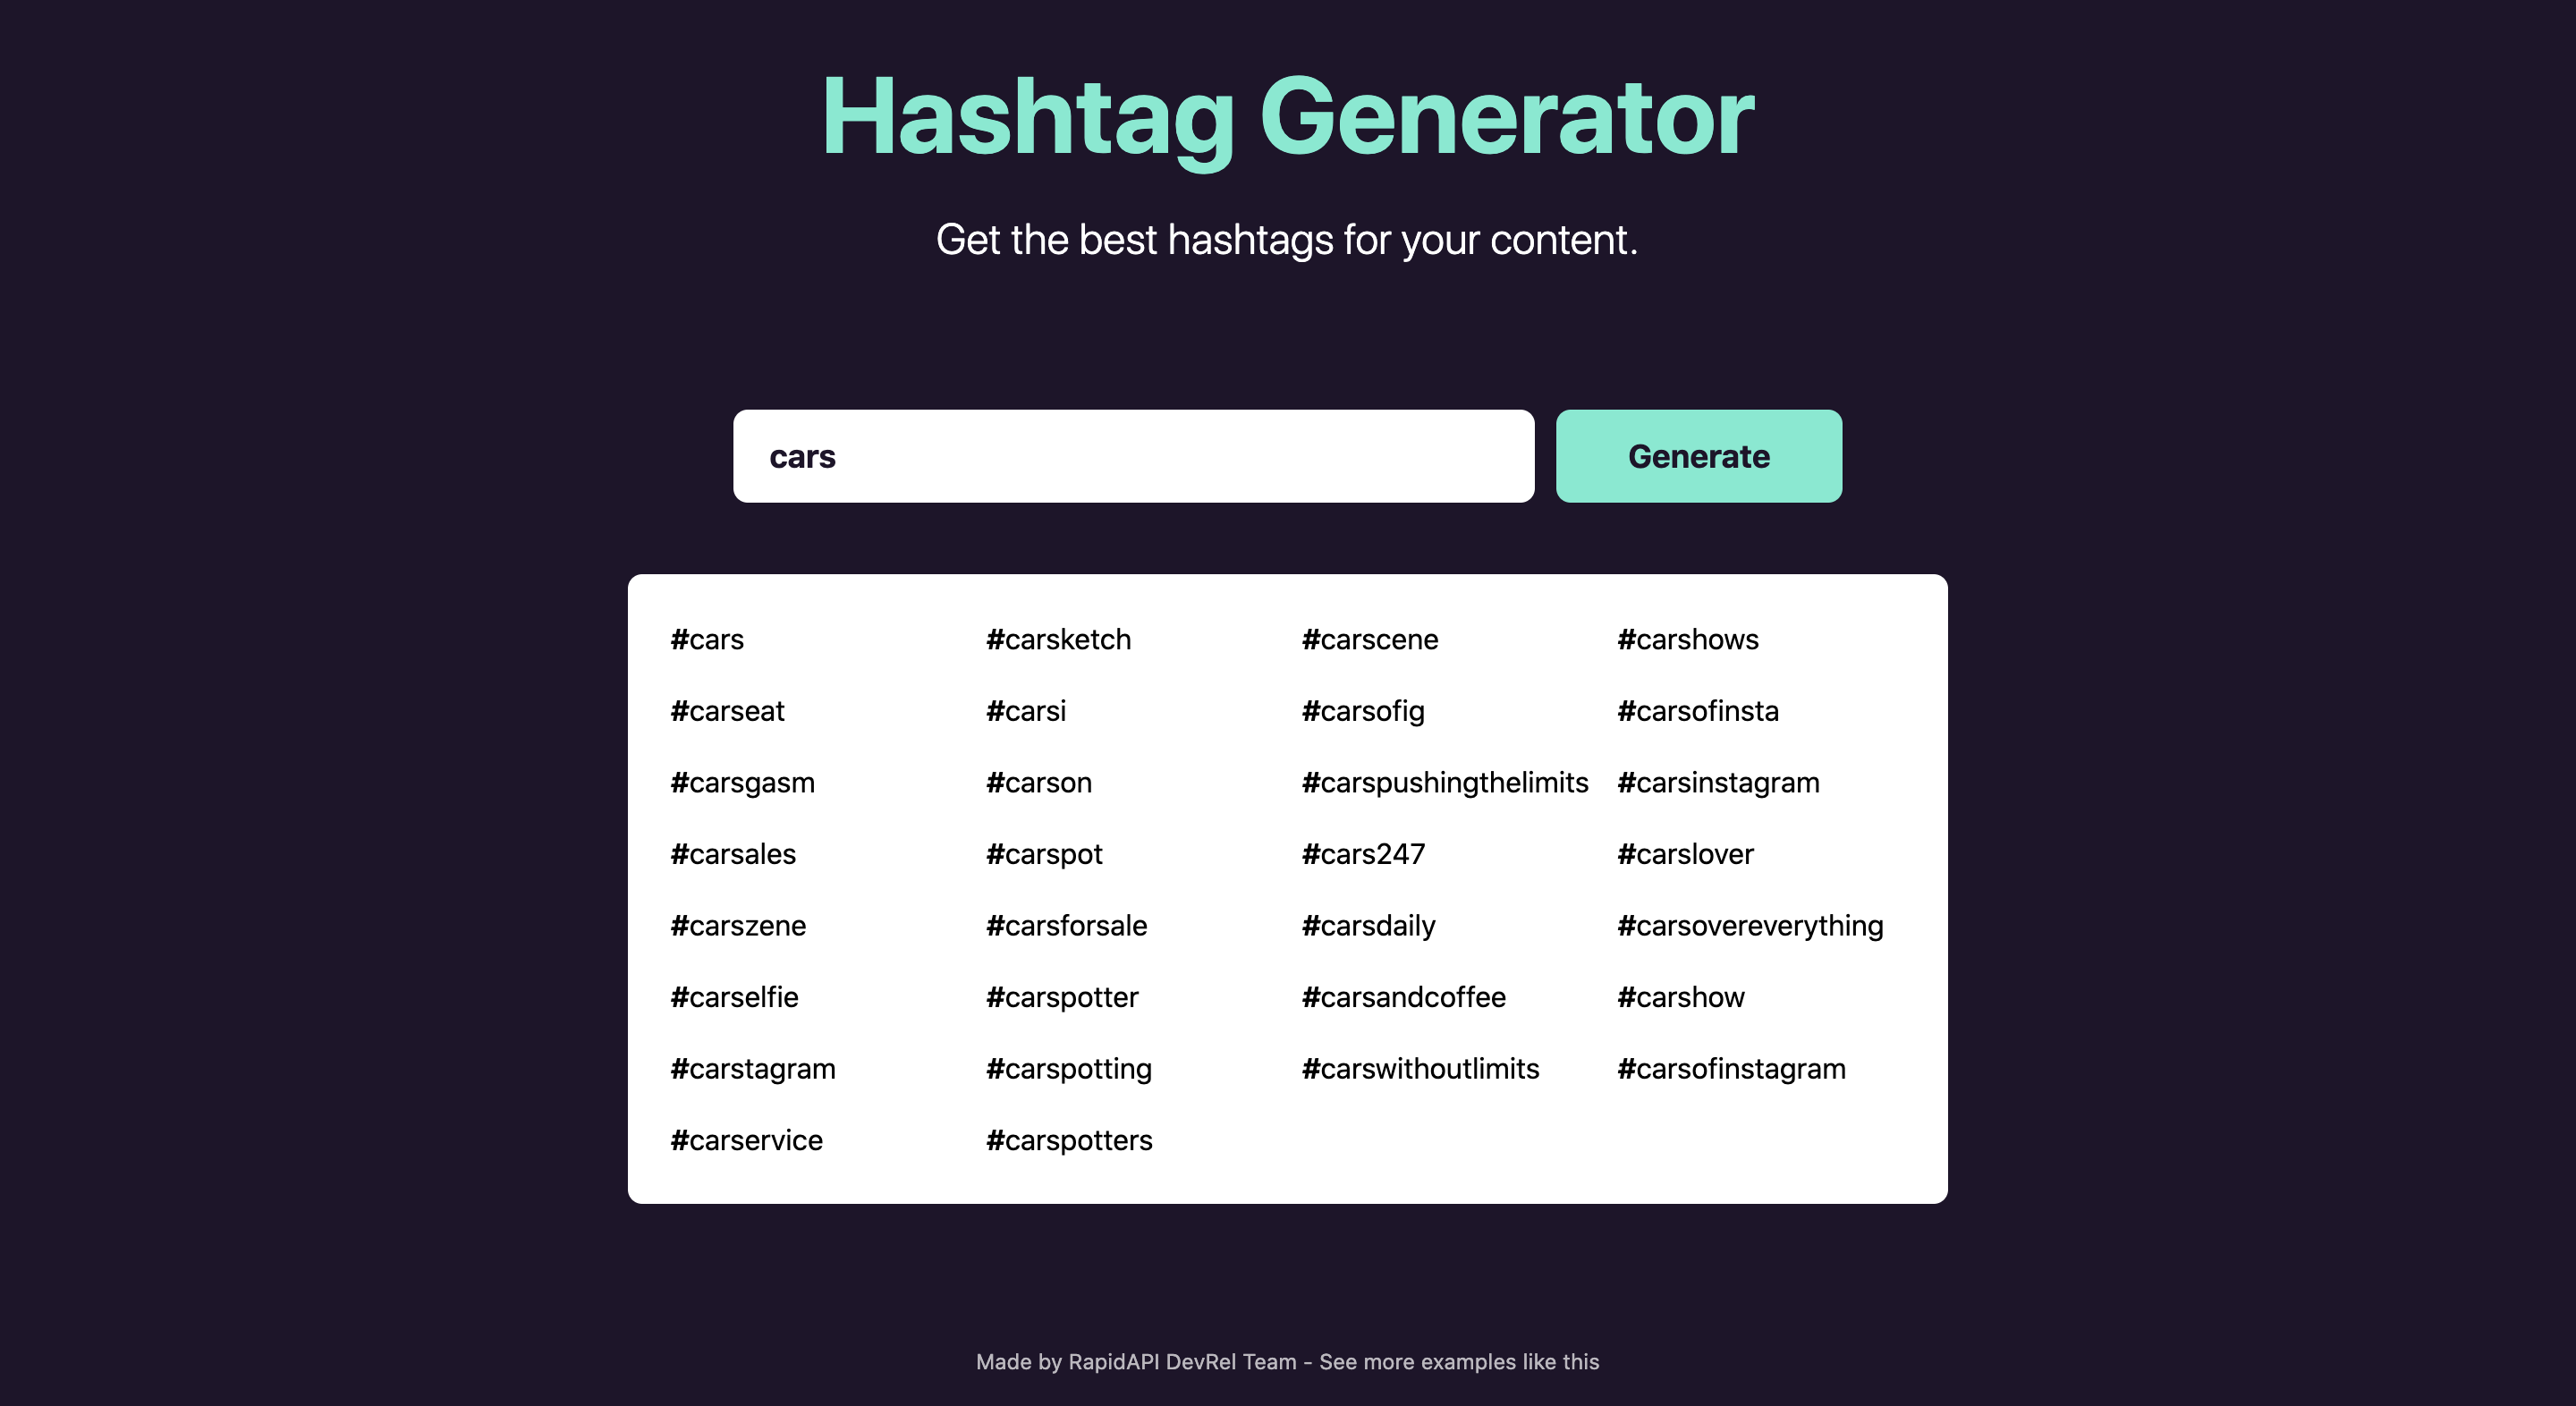 Hashtag Generator
Get the best hashtags for your content.
cars
Generate
#cars #carsketch #carscene #carshows
#carseat #carsi #carsofig #carsofinsta
#carsgasm #carson #carspushingthelimits #carsinstagram
#carsales #carspot #cars247 #carslover
#carszene #carsforsale #carsdaily #carsovereverything
#carselfie #carspotter #carsandcoffee #carshow
#carstagram #carspotting #carswithoutlimits #carsofinstagram
#carservice #carspotters
Made by RapidAPI DevRel Team - See more examples like this